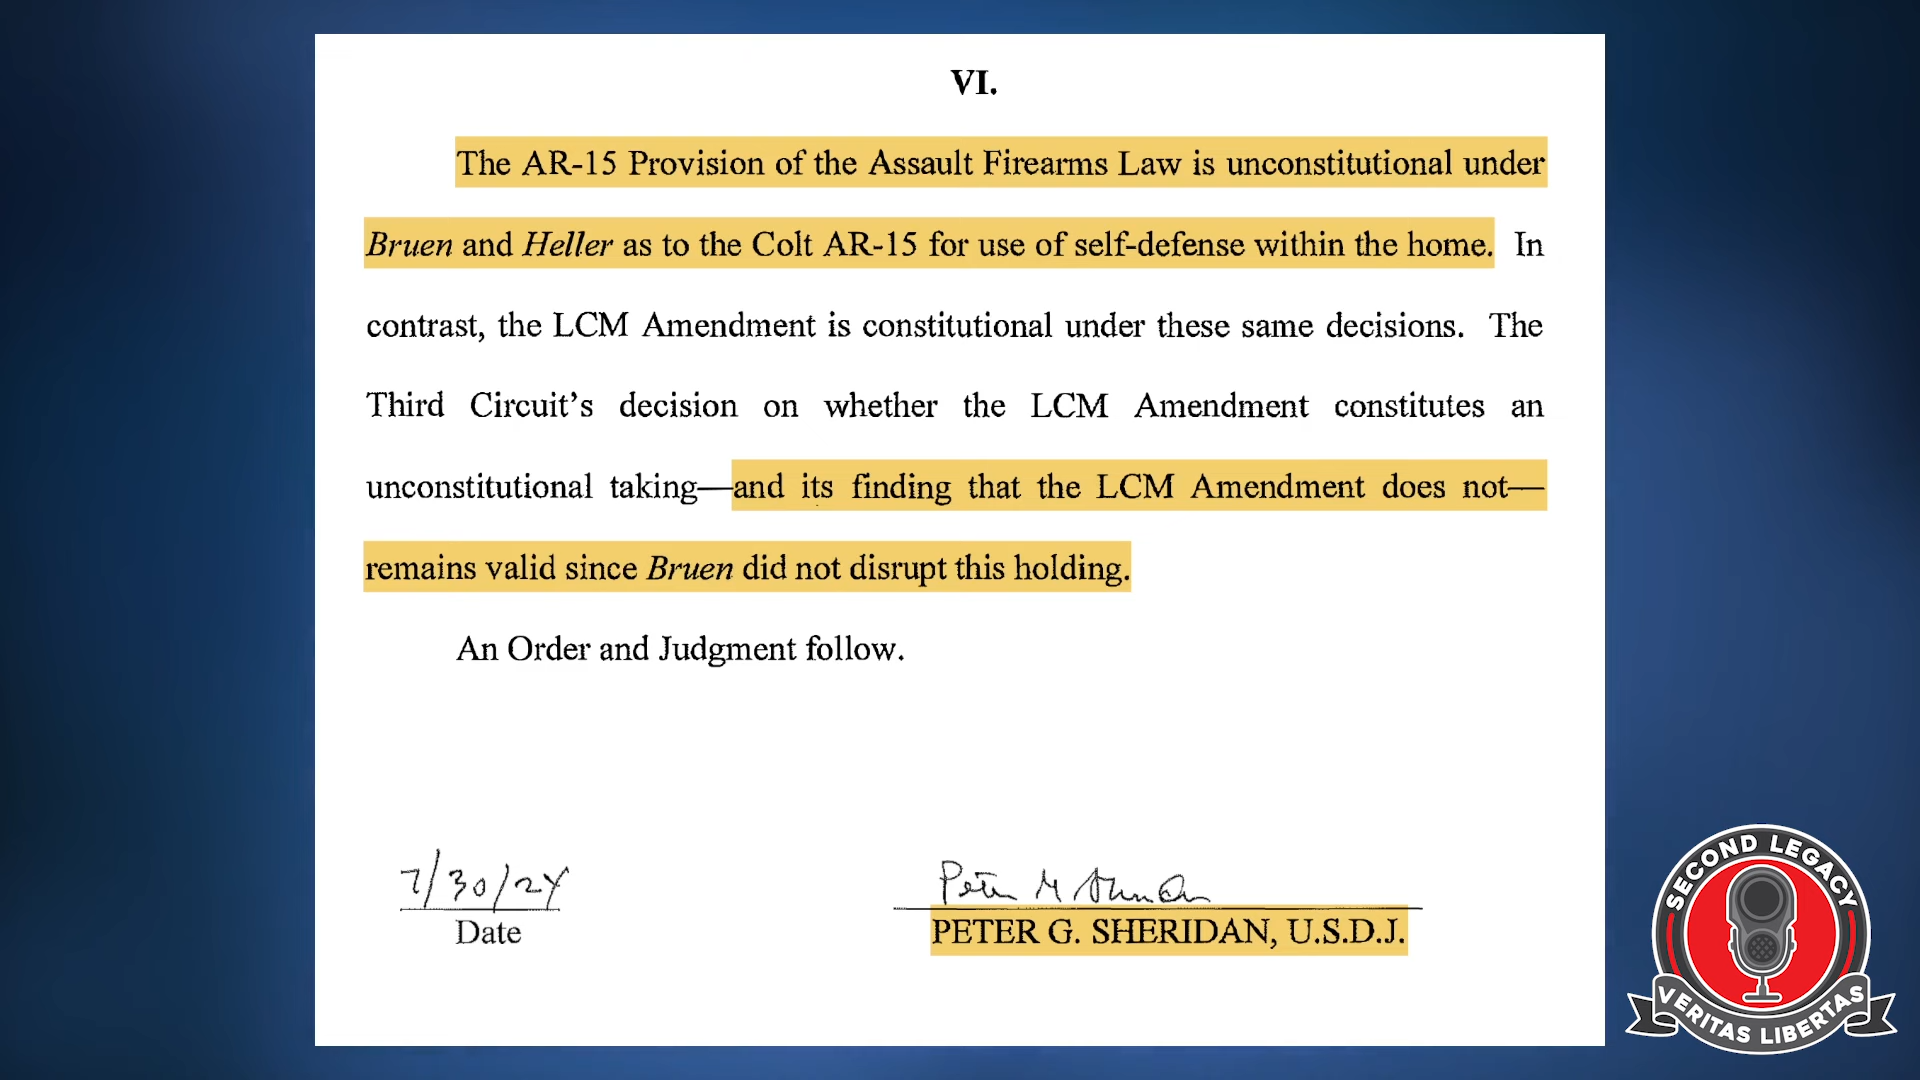 VI.
The AR-15 Provision of the Assault Firearms Law is unconstitutional under
Bruen and Heller as to the Colt AR-15 for use of self-defense within the home. In
contrast, the LCM Amendment is constitutional under these same decisions. The
Third Circuit's decision on whether the LCM Amendment constitutes an
unconstitutional taking—and its finding that the LCM Amendment does not—
remains valid since Bruen did not disrupt this holding.
An Order and Judgment follow.
7/30/24
Date
PETER G. SHERIDAN, U.S.D.J.
SECOND LEGACY
VERITAS LIBERTAS